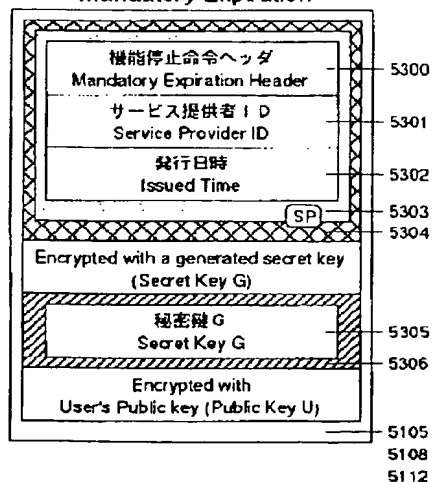 Mandatory Expiration
機能停止命令ヘッダ
Mandatory Expiration Header
5300
サービス提供者ID
Service Provider ID
5301
発行日時
Issued Time
5302
SP
5303
5304
Encrypted with a generated secret key
(Secret Key G)
秘密鍵G
Secret Key G
5305
5306
Encrypted with
User's Public key (Public Key U)
5105
5108
5112